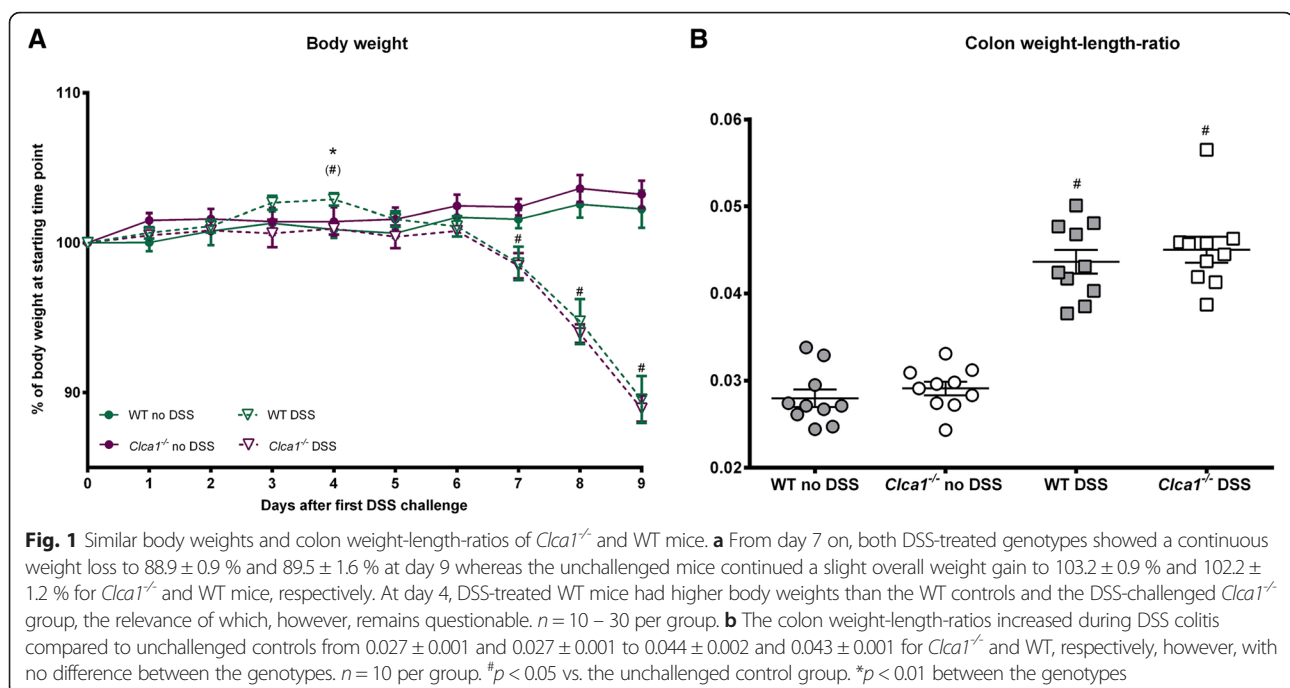 A
Body weight
110
100
90
% of body weight at starting time point
*
(#)
#
#
#
WT no DSS
WT DSS
Clca1-/- no DSS
Clca1-/- DSS
0 1 2 3 4 5 6 7 8 9
Days after first DSS challenge
B
Colon weight-length-ratio
0.06
0.05
0.04
0.03
0.02
#
#
WT no DSS
Clca1-/- no DSS
WT DSS
Clca1-/- DSS
Fig. 1 Similar body weights and colon weight-length-ratios of Clca1-/- and WT mice. a From day 7 on, both DSS-treated genotypes showed a continuous
weight loss to 88.9 ± 0.9 % and 89.5 ± 1.6 % at day 9 whereas the unchallenged mice continued a slight overall weight gain to 103.2 ± 0.9 % and 102.2 ±
1.2 % for Clca1-/- and WT mice, respectively. At day 4, DSS-treated WT mice had higher body weights than the WT controls and the DSS-challenged Clca1-/-
group, the relevance of which, however, remains questionable. n = 10 – 30 per group. b The colon weight-length-ratios increased during DSS colitis
compared to unchallenged controls from 0.027 ± 0.001 and 0.027 ± 0.001 to 0.044 ± 0.002 and 0.043 ± 0.001 for Clca1-/- and WT, respectively, however, with
no difference between the genotypes. n = 10 per group. #p < 0.05 vs. the unchallenged control group. *p < 0.01 between the genotypes